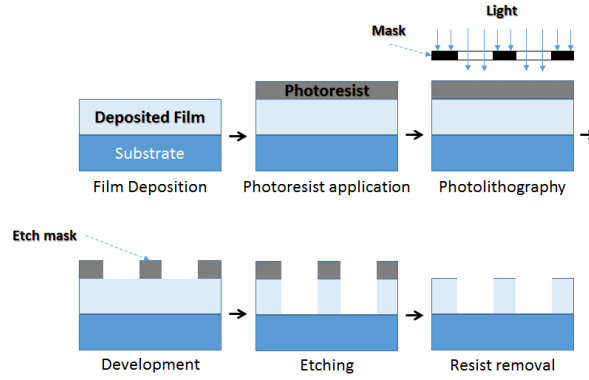 Light
Mask
Photoresist
Deposited Film
Substrate
Film Deposition
Photoresist application
Photolithography
Etch mask
Development
Etching
Resist removal